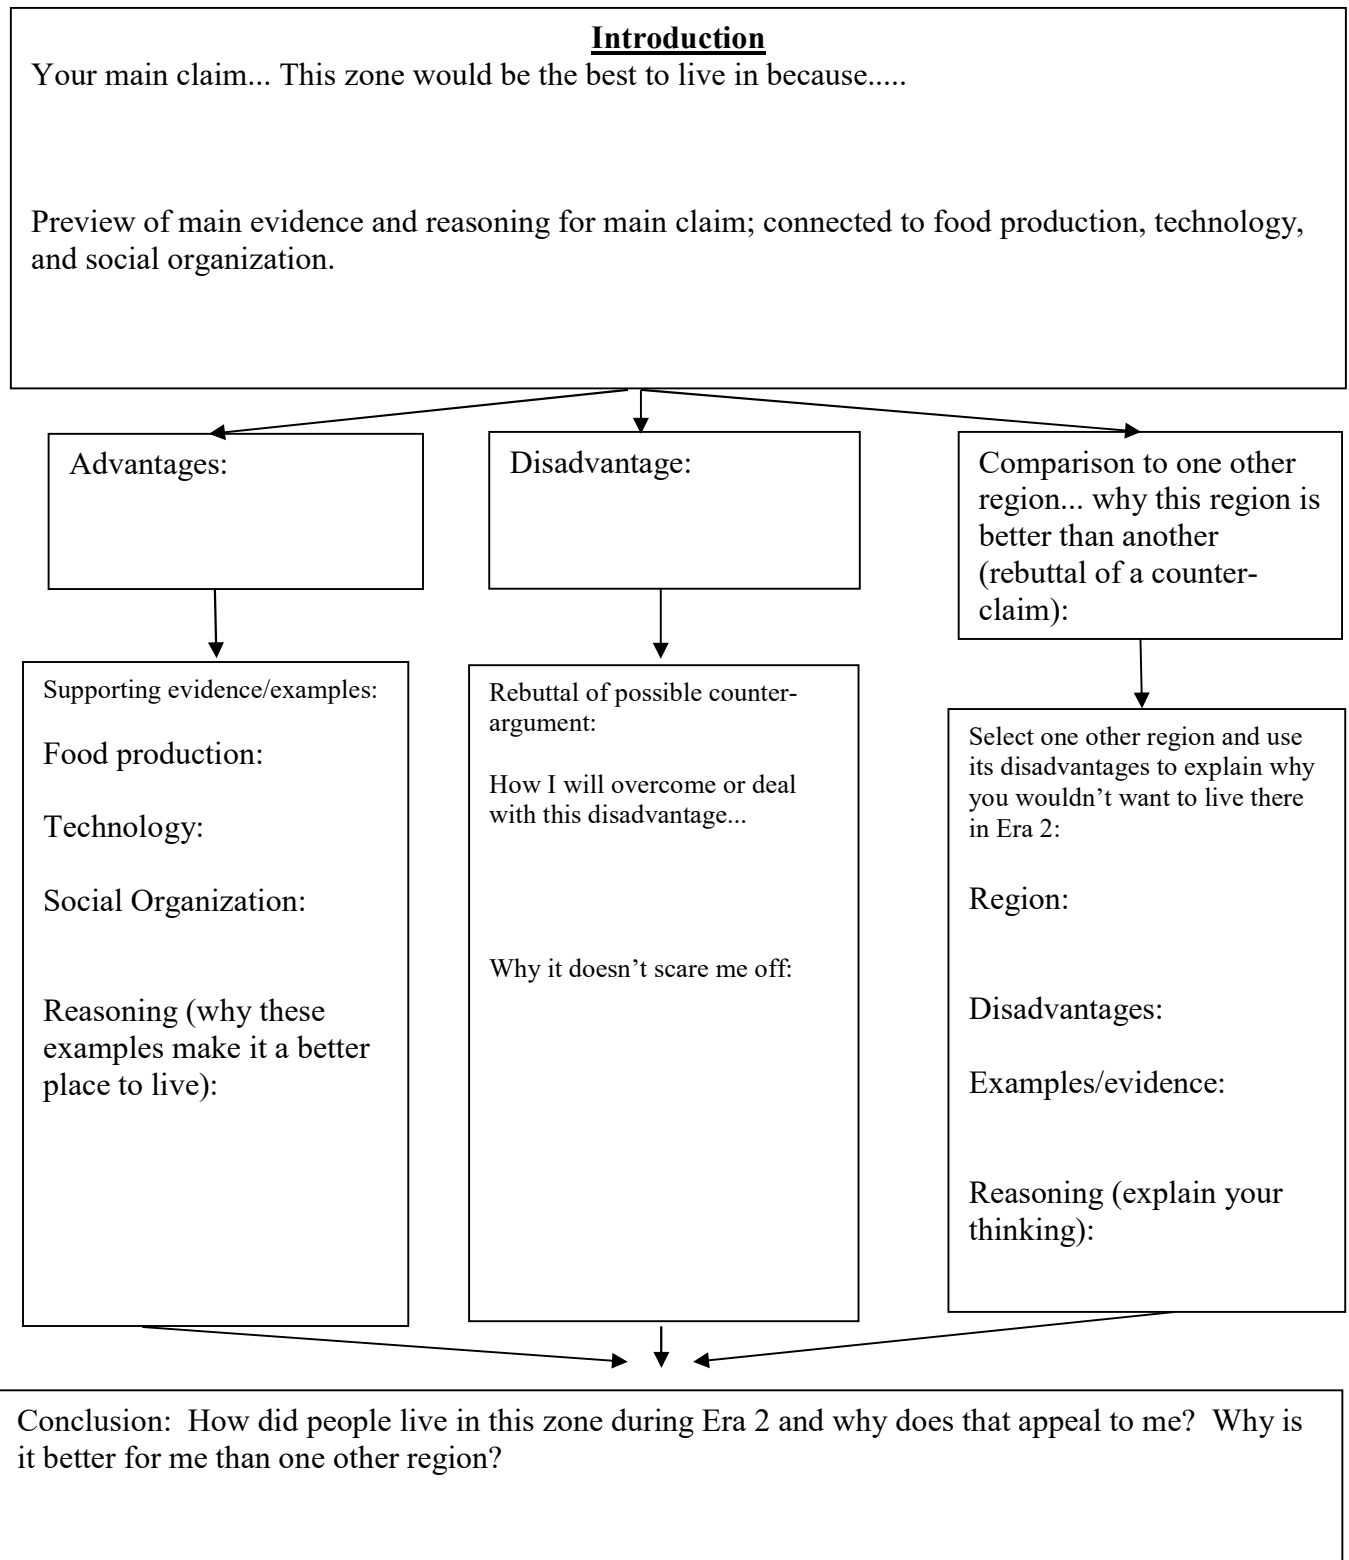 Introduction
Your main claim... This zone would be the best to live in because.....
Preview of main evidence and reasoning for main claim; connected to food production, technology,
and social organization.
Advantages:
Disadvantage:
Comparison to one other
region... why this region is
better than another
(rebuttal of a counter-
claim):
Supporting evidence/examples:
Food production:
Technology:
Social Organization:
Reasoning (why these
examples make it a better
place to live):
Rebuttal of possible counter-
argument:
How I will overcome or deal
with this disadvantage...
Why it doesn’t scare me off:
Select one other region and use
its disadvantages to explain why
you wouldn’t want to live there
in Era 2:
Region:
Disadvantages:
Examples/evidence:
Reasoning (explain your
thinking):
Conclusion:  How did people live in this zone during Era 2 and why does that appeal to me?  Why is
it better for me than one other region?